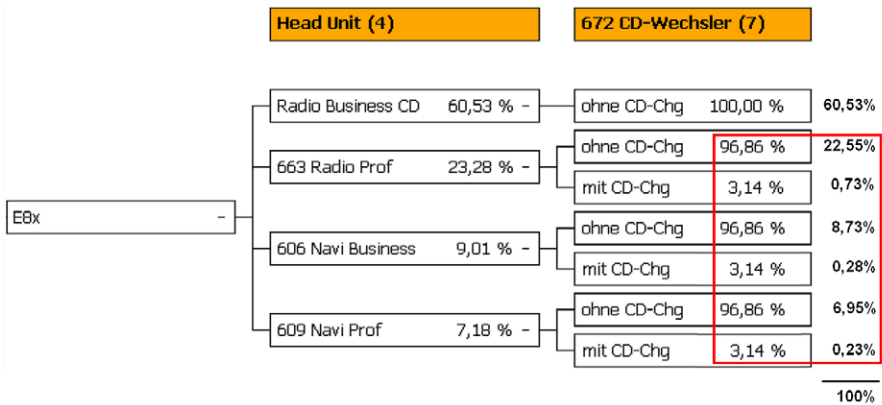 Head Unit (4) 672 CD-Wechsler (7)
Radio Business CD 60,53 % - ohne CD-Chg 100,00 % 60,53%
ohne CD-Chg 96,86 % 22,55%
663 Radio Prof 23,28 % -
mit CD-Chg 3,14 % 0,73%
E8x -
ohne CD-Chg 96,86 % 8,73%
606 Navi Business 9,01 % -
mit CD-Chg 3,14 % 0,28%
ohne CD-Chg 96,86 % 6,95%
609 Navi Prof 7,18 % -
mit CD-Chg 3,14 % 0,23%
100%